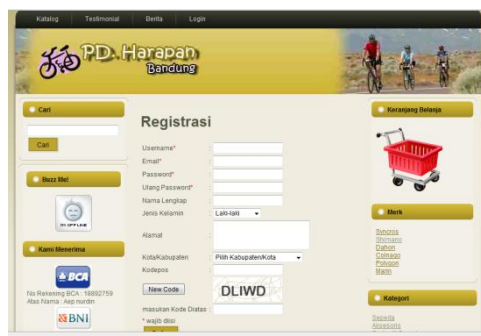 Katalog Testimonial Berita Login
PD. Harapan
Bandung
Cari
Cari
Buzz Me!
I'M OFFLINE
Kami Menerima
BCA
No Rekening BCA : 18892759
Atas Nama : Aep nurdin
BNI
Registrasi
Username* :
Email* :
Password* :
Ulang Password* :
Nama Lengkap :
Jenis Kelamin : Laki-laki
Alamat :
Kota/Kabupaten : Pilih Kabupaten/Kota
Kodepos :
New Code DLIWD
masukan Kode Diatas :
* wajib diisi
Keranjang Belanja
Merk
Syncros
Shimano
Dahon
Colnago
Polygon
Marin
Kategori
Sepeda
Aksesoris